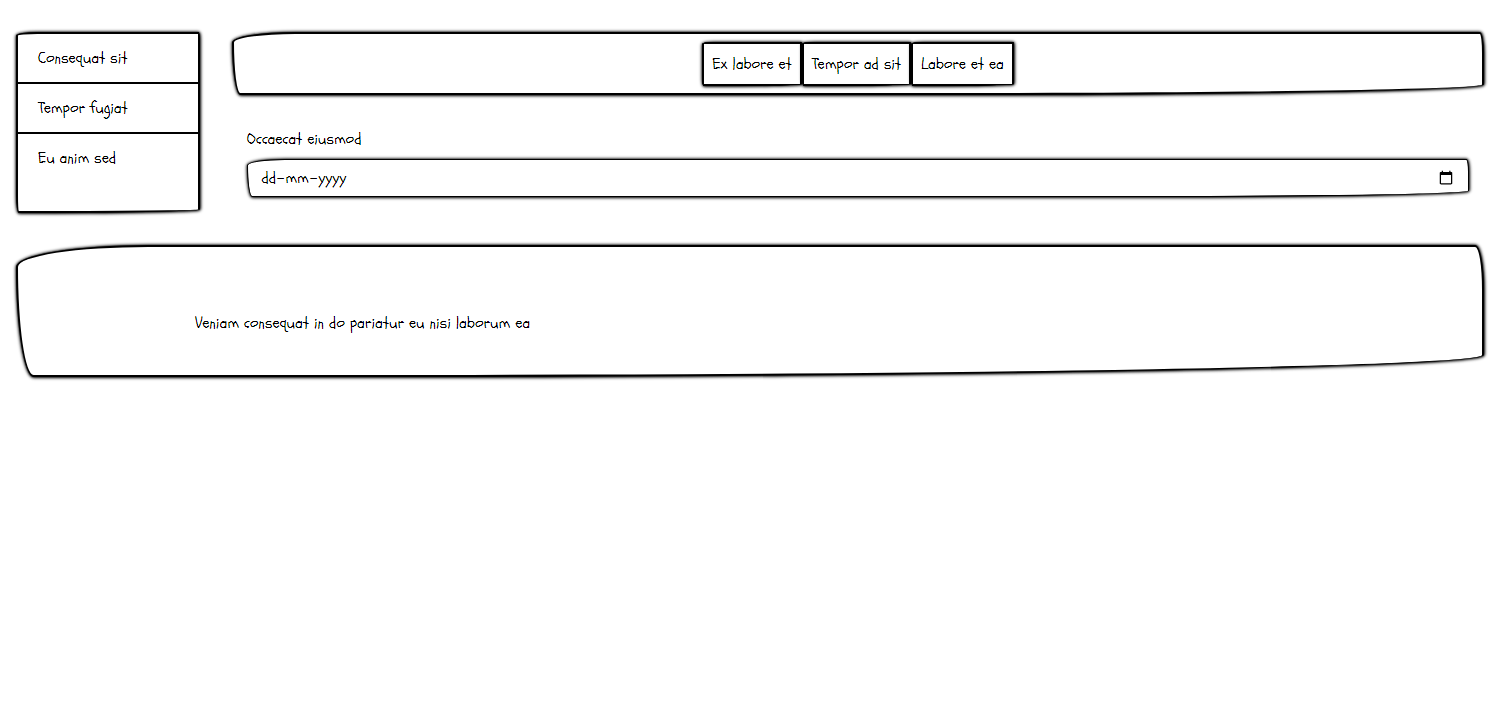 Consequat sit
Tempor fugiat
Eu anim sed
Ex labore et
Tempor ad sit
Labore et ea
Occaecat eiusmod
dd-mm-yyyy
Veniam consequat in do pariatur eu nisi laborum ea